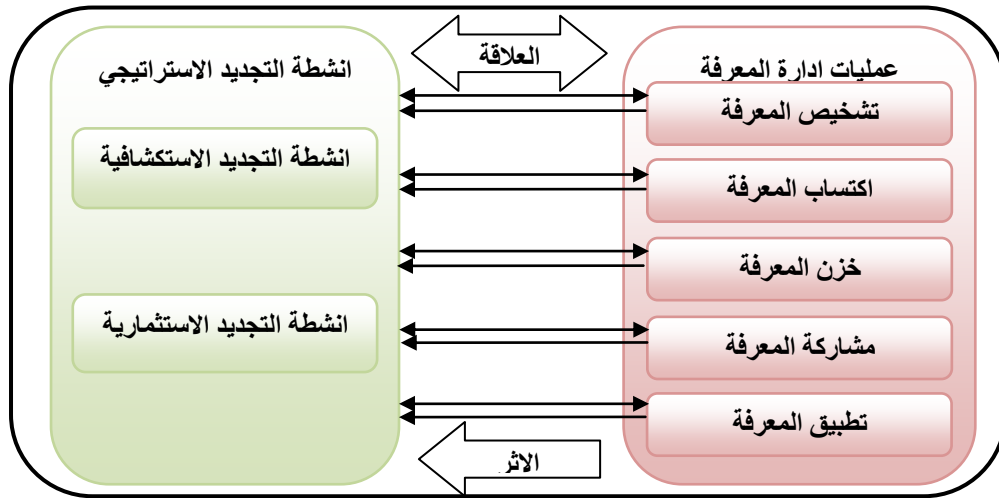 العلاقة
عمليات ادارة المعرفة
تشخيص المعرفة
اكتساب المعرفة
خزن المعرفة
مشاركة المعرفة
تطبيق المعرفة
انشطة التجديد الاستراتيجي
انشطة التجديد الاستكشافية
انشطة التجديد الاستثمارية
الاثر